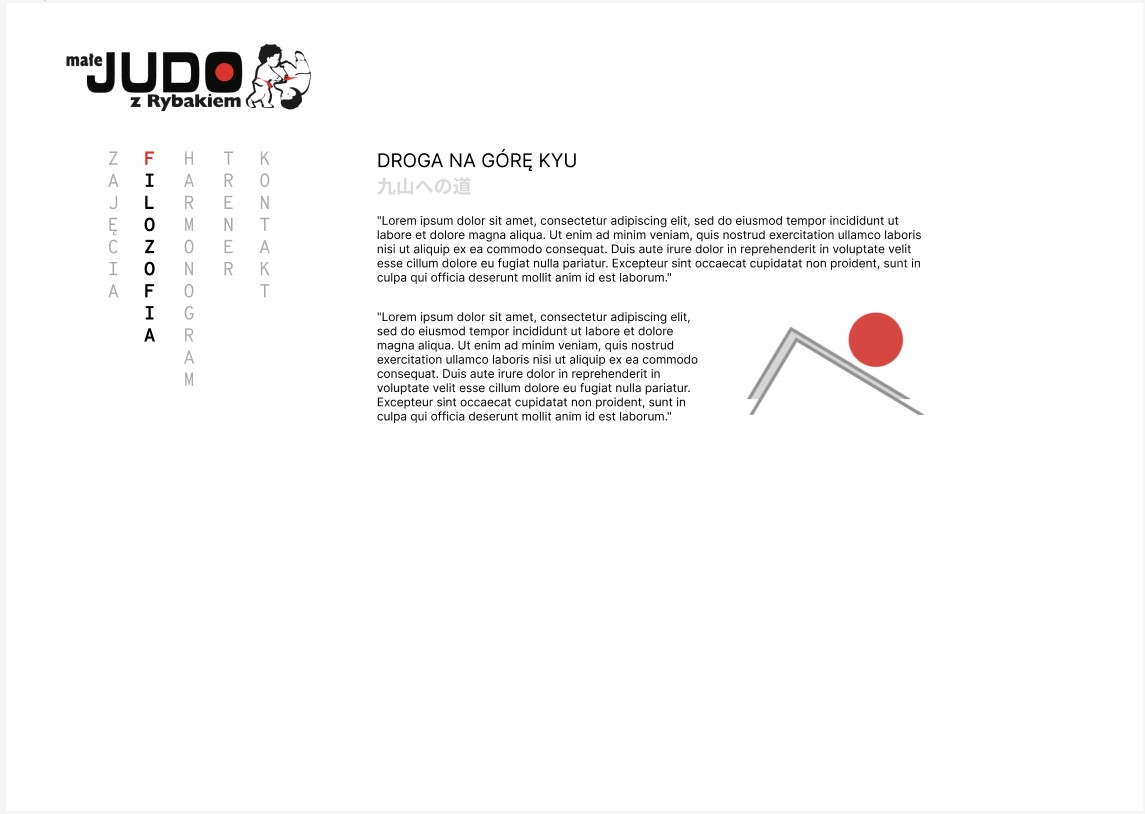 małe
JUDO
z Rybakiem
ZAJĘCIA
FILOZOFIA
HARMONOGRAM
TRENER
KONTAKT
DROGA NA GÓRĘ KYU
九山への道
"Lorem ipsum dolor sit amet, consectetur adipiscing elit, sed do eiusmod tempor incididunt ut
labore et dolore magna aliqua. Ut enim ad minim veniam, quis nostrud exercitation ullamco laboris
nisi ut aliquip ex ea commodo consequat. Duis aute irure dolor in reprehenderit in voluptate velit
esse cillum dolore eu fugiat nulla pariatur. Excepteur sint occaecat cupidatat non proident, sunt in
culpa qui officia deserunt mollit anim id est laborum."
"Lorem ipsum dolor sit amet, consectetur adipiscing elit,
sed do eiusmod tempor incididunt ut labore et dolore
magna aliqua. Ut enim ad minim veniam, quis nostrud
exercitation ullamco laboris nisi ut aliquip ex ea commodo
consequat. Duis aute irure dolor in reprehenderit in
voluptate velit esse cillum dolore eu fugiat nulla pariatur.
Excepteur sint occaecat cupidatat non proident, sunt in
culpa qui officia deserunt mollit anim id est laborum."